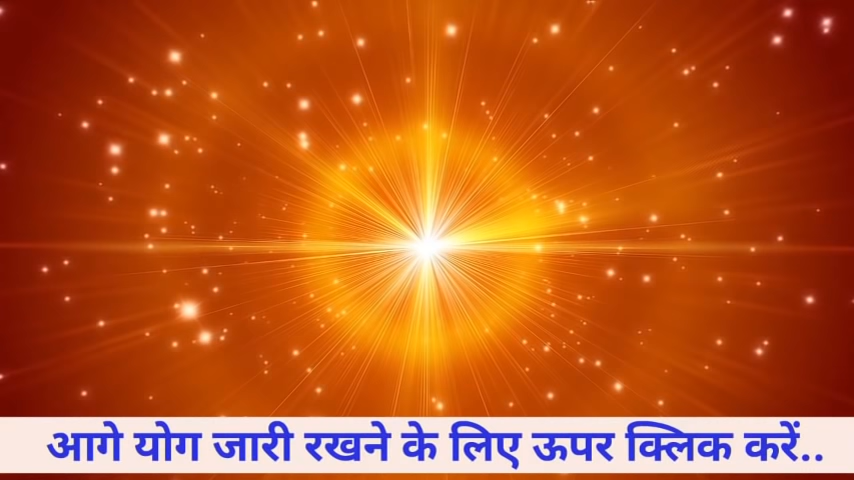 आगे योग जारी रखने के लिए ऊपर क्लिक करें..